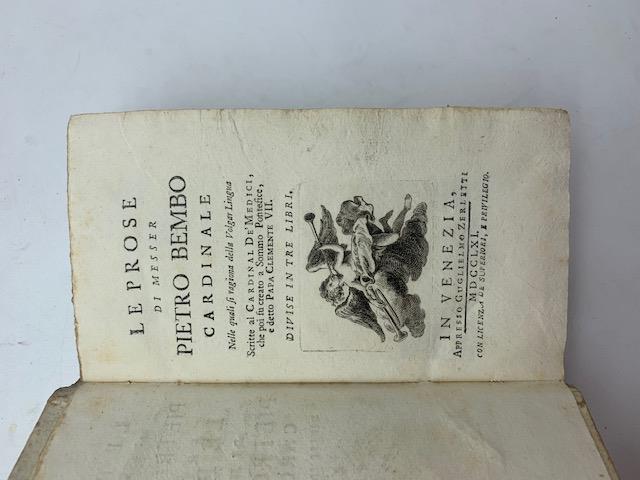 LE PROSE
DI MESSER
PIETRO BEMBO
CARDINALE
Nelle quali si ragiona della Volgar Lingua
Scritte al CARDINAL DE' MEDICI,
che poi fu creato a Sommo Pontefice,
e detto PAPA CLEMENTE VII.
DIVISE IN TRE LIBRI,
IN VENEZIA,
APPRESSO GUGLIELMO ZERLETTI
MDCCLXI.
CON LICENZA DE' SUPERIORI, E PRIVILEGIO.